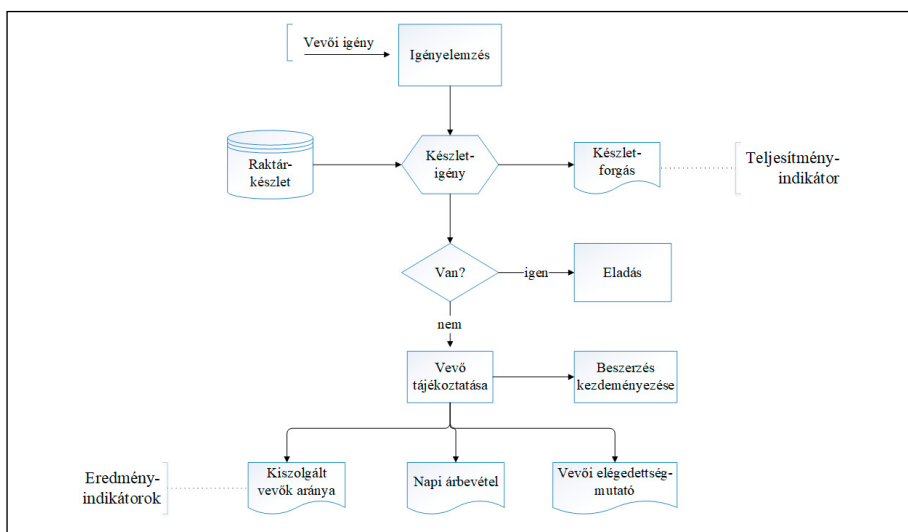 Vevői igény
Igényelemzés
Raktár-
készlet
Készlet-
igény
Készlet-
forgás
Teljesítmény-
indikátor
Van?
igen
Eladás
nem
Vevő
tájékoztatása
Beszerzés
kezdeményezése
Eredmény-
indikátorok
Kiszolgált
vevők aránya
Napi árbevétel
Vevői elégedettség-
mutató